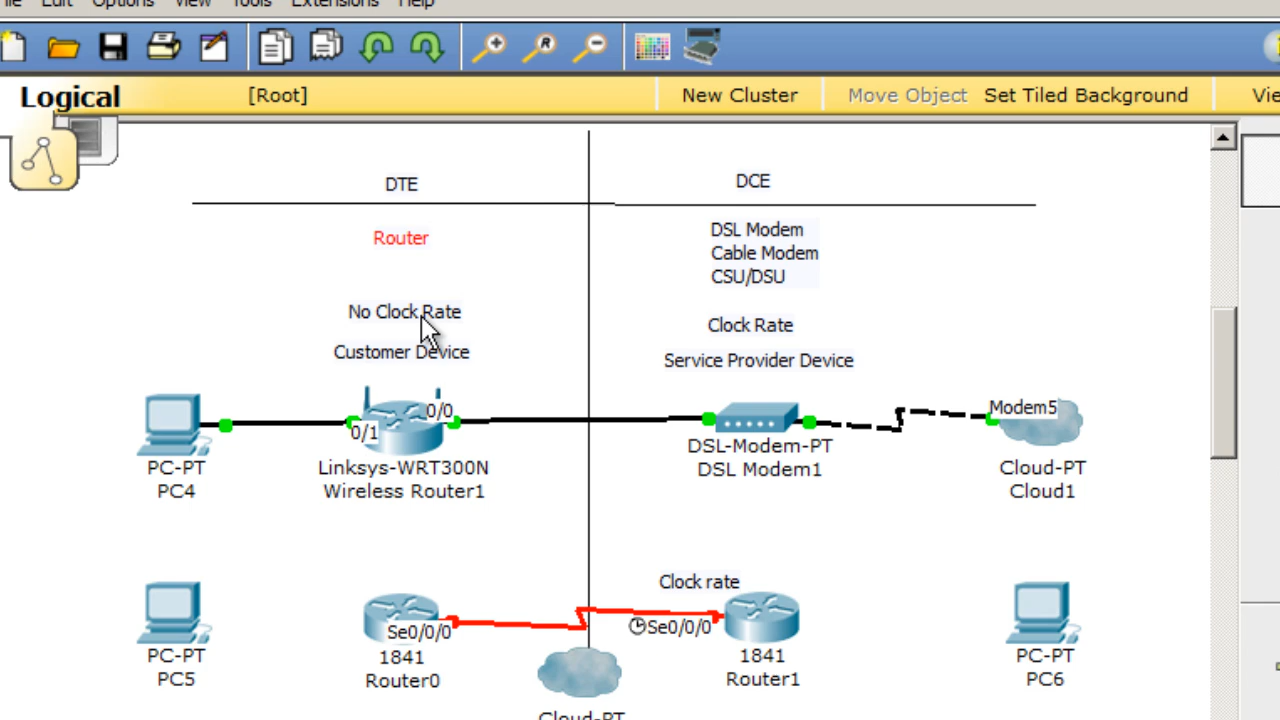 File Edit Options View Tools Extensions Help
Logical
[Root]
New Cluster
Move Object
Set Tiled Background
DTE
DCE
Router
DSL Modem
Cable Modem
CSU/DSU
No Clock Rate
Clock Rate
Customer Device
Service Provider Device
0/0
0/1
Modem5
PC-PT
PC4
Linksys-WRT300N
Wireless Router1
DSL-Modem-PT
DSL Modem1
Cloud-PT
Cloud1
Clock rate
Se0/0/0
Se0/0/0
PC-PT
PC5
1841
Router0
1841
Router1
PC-PT
PC6
Cloud-PT